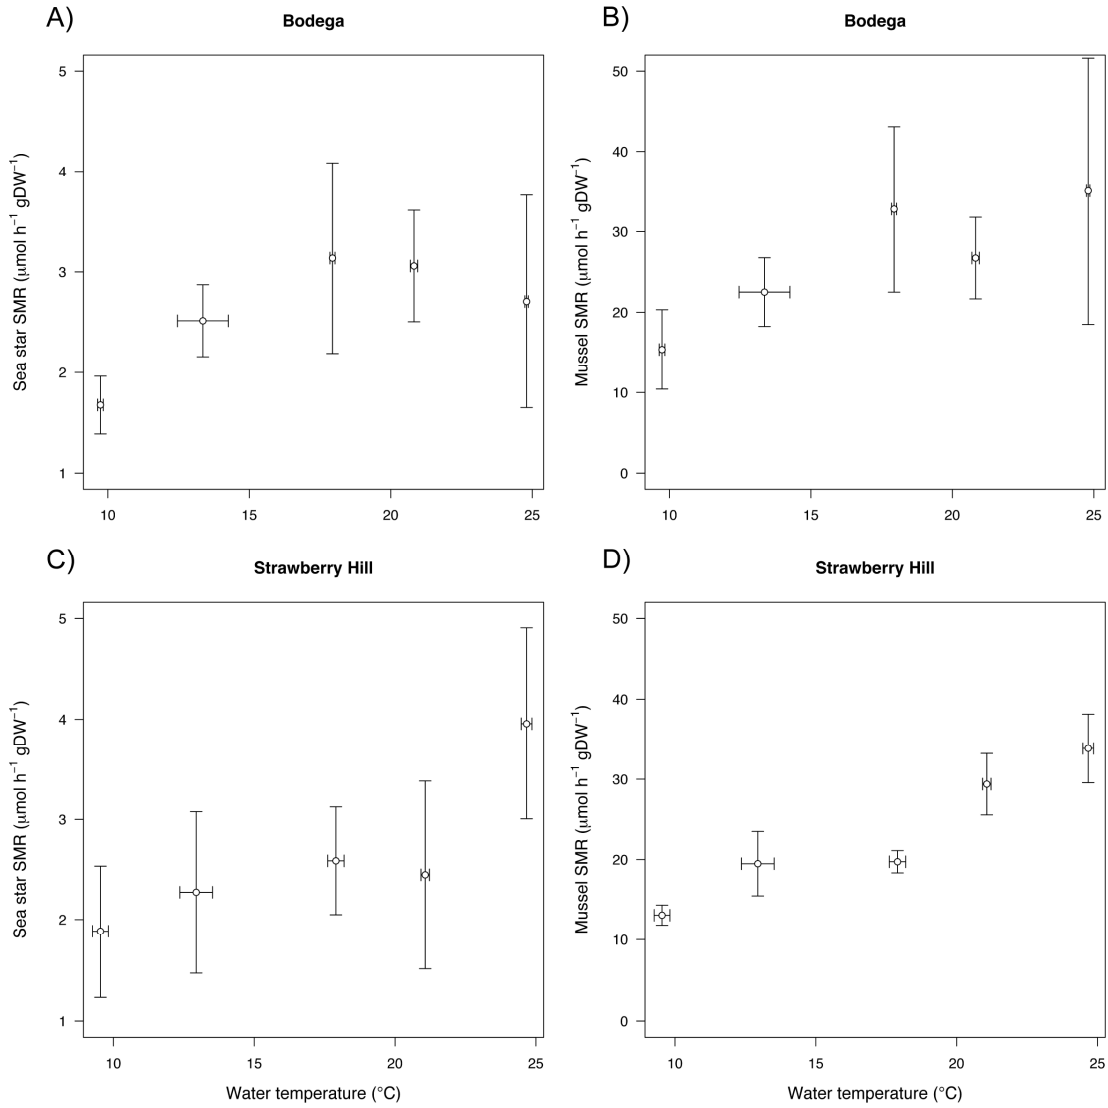 A)
Bodega
Sea star SMR (μmol h⁻¹ gDW⁻¹)
5
4
3
2
1
10 15 20 25
B)
Bodega
Mussel SMR (μmol h⁻¹ gDW⁻¹)
50
40
30
20
10
0
10 15 20 25
C)
Strawberry Hill
Sea star SMR (μmol h⁻¹ gDW⁻¹)
5
4
3
2
1
10 15 20 25
Water temperature (°C)
D)
Strawberry Hill
Mussel SMR (μmol h⁻¹ gDW⁻¹)
50
40
30
20
10
0
10 15 20 25
Water temperature (°C)